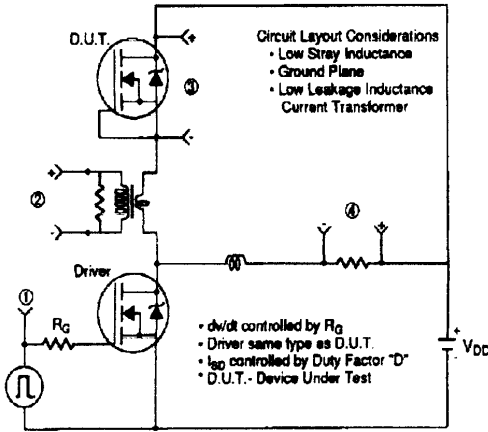 D.U.T.
+
Circuit Layout Considerations
• Low Stray Inductance
• Ground Plane
• Low Leakage Inductance
Current Transformer
③
-
+
②
-
④
-
+
Driver
①
RG
• dv/dt controlled by RG
• Driver same type as D.U.T.
• ISD controlled by Duty Factor "D"
* D.U.T.- Device Under Test
+
VDD
-